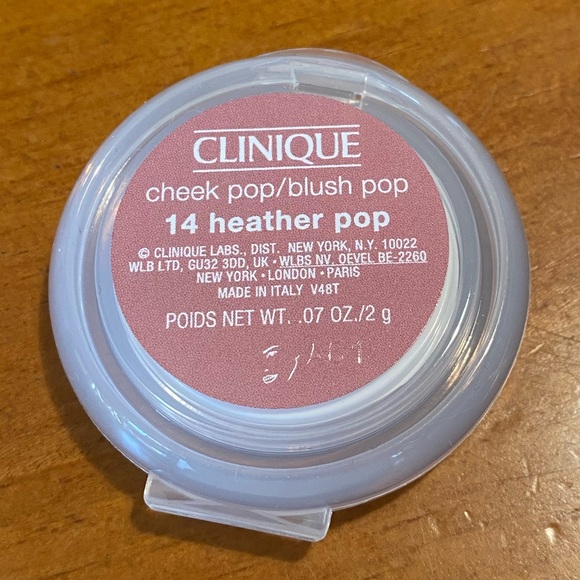 CLINIQUE
cheek pop/blush pop
14 heather pop
© CLINIQUE LABS., DIST. NEW YORK, N.Y. 10022
WLB LTD, GU32 3DD, UK • WLBS NV. OEVEL BE-2260
NEW YORK • LONDON • PARIS
MADE IN ITALY V48T
POIDS NET WT. .07 OZ./2 g